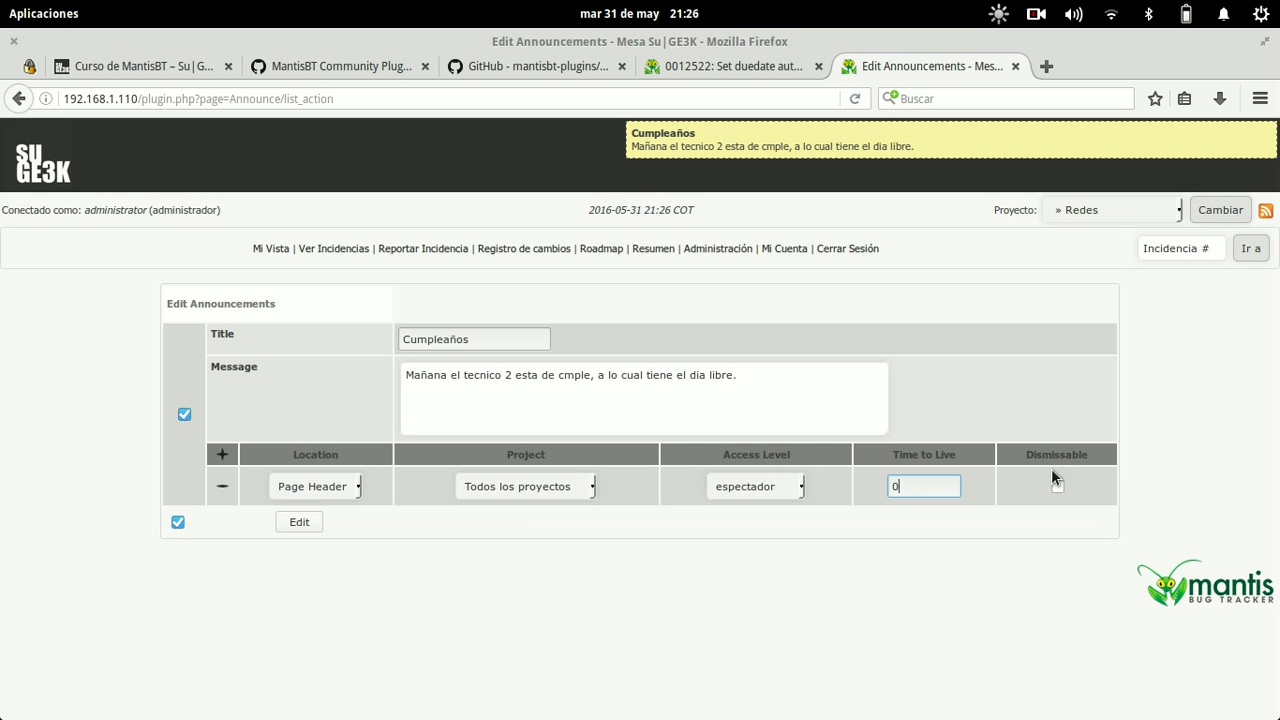 Aplicaciones
mar 31 de may 21:26
Edit Announcements - Mesa Su|GE3K - Mozilla Firefox
Curso de MantisBT – Su|G...
MantisBT Community Plug...
GitHub - mantisbt-plugins/...
0012522: Set duedate aut...
Edit Announcements - Mes...
192.168.1.110/plugin.php?page=Announce/list_action
Buscar
SU
GE3K
Cumpleaños
Mañana el tecnico 2 esta de cmple, a lo cual tiene el dia libre.
Conectado como: administrator (administrador)
2016-05-31 21:26 COT
Proyecto:
» Redes
Cambiar
Mi Vista | Ver Incidencias | Reportar Incidencia | Registro de cambios | Roadmap | Resumen | Administración | Mi Cuenta | Cerrar Sesión
Incidencia #
Ir a
Edit Announcements
Title
Cumpleaños
Message
Mañana el tecnico 2 esta de cmple, a lo cual tiene el dia libre.
Location
Project
Access Level
Time to Live
Dismissable
Page Header
Todos los proyectos
espectador
0
Edit
mantis
BUG TRACKER